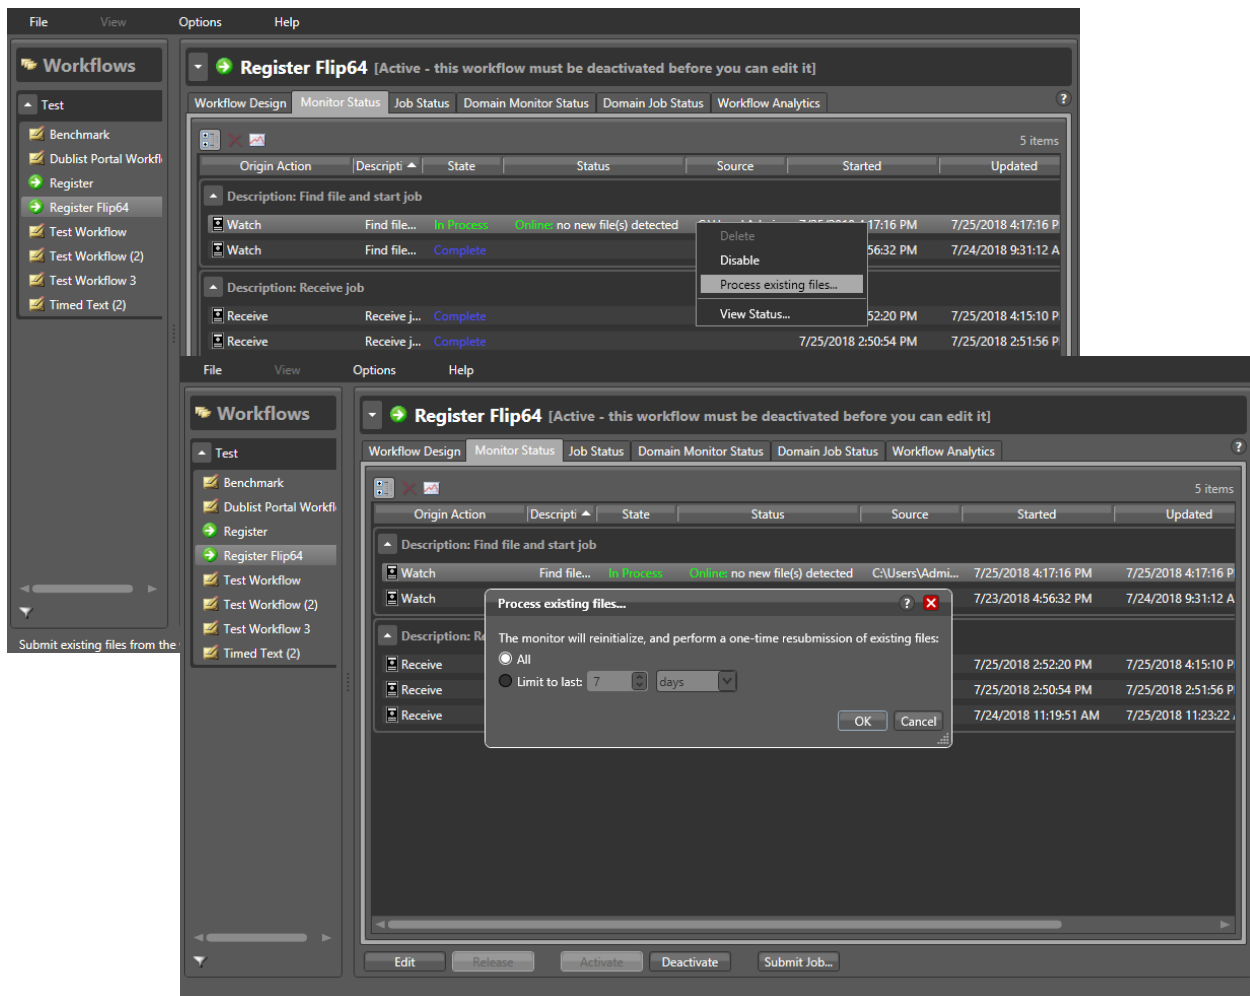 File View Options Help
Workflows
Test
Benchmark
Dublist Portal Workfl
Register
Register Flip64
Test Workflow
Test Workflow (2)
Test Workflow 3
Timed Text (2)
Submit existing files from the
Register Flip64 [Active - this workflow must be deactivated before you can edit it]
Workflow Design Monitor Status Job Status Domain Monitor Status Domain Job Status Workflow Analytics ?
5 items
Origin Action Descripti State Status Source Started Updated
Description: Find file and start job
Watch Find file... In Process Online: no new file(s) detected 17:16 PM 7/25/2018 4:17:16 P
Watch Find file... Complete 56:32 PM 7/24/2018 9:31:12 A
Description: Receive job
Receive Receive j... Complete 52:20 PM 7/25/2018 4:15:10 P
Receive Receive j... Complete 7/25/2018 2:50:54 PM 7/25/2018 2:51:56 P
Delete
Disable
Process existing files...
View Status...
File View Options Help
Workflows
Test
Benchmark
Dublist Portal Workfl
Register
Register Flip64
Test Workflow
Test Workflow (2)
Test Workflow 3
Timed Text (2)
Register Flip64 [Active - this workflow must be deactivated before you can edit it]
Workflow Design Monitor Status Job Status Domain Monitor Status Domain Job Status Workflow Analytics ?
5 items
Origin Action Descripti State Status Source Started Updated
Description: Find file and start job
Watch Find file... In Process Online: no new file(s) detected C:\Users\Admi... 7/25/2018 4:17:16 PM 7/25/2018 4:17:16 P
Watch 7/23/2018 4:56:32 PM 7/24/2018 9:31:12 A
Description: Re
Receive 7/25/2018 2:52:20 PM 7/25/2018 4:15:10 P
Receive 7/25/2018 2:50:54 PM 7/25/2018 2:51:56 P
Receive 7/24/2018 11:19:51 AM 7/25/2018 11:23:22
Process existing files... ?
The monitor will reinitialize, and perform a one-time resubmission of existing files:
All
Limit to last: 7 days
OK Cancel
Edit Release Activate Deactivate Submit Job...